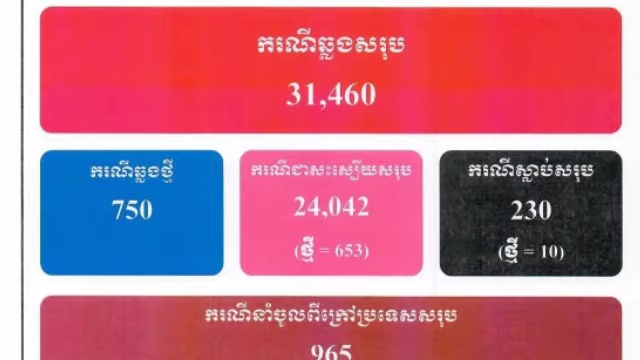 ករណីឆ្លងសរុប
31,460
ករណីឆ្លងថ្មី
750
ករណីជាសះស្បើយសរុប
24,042
(ថ្មី = 653)
ករណីស្លាប់សរុប
230
(ថ្មី = 10)
ករណីនាំចូលពីក្រៅប្រទេសសរុប
965